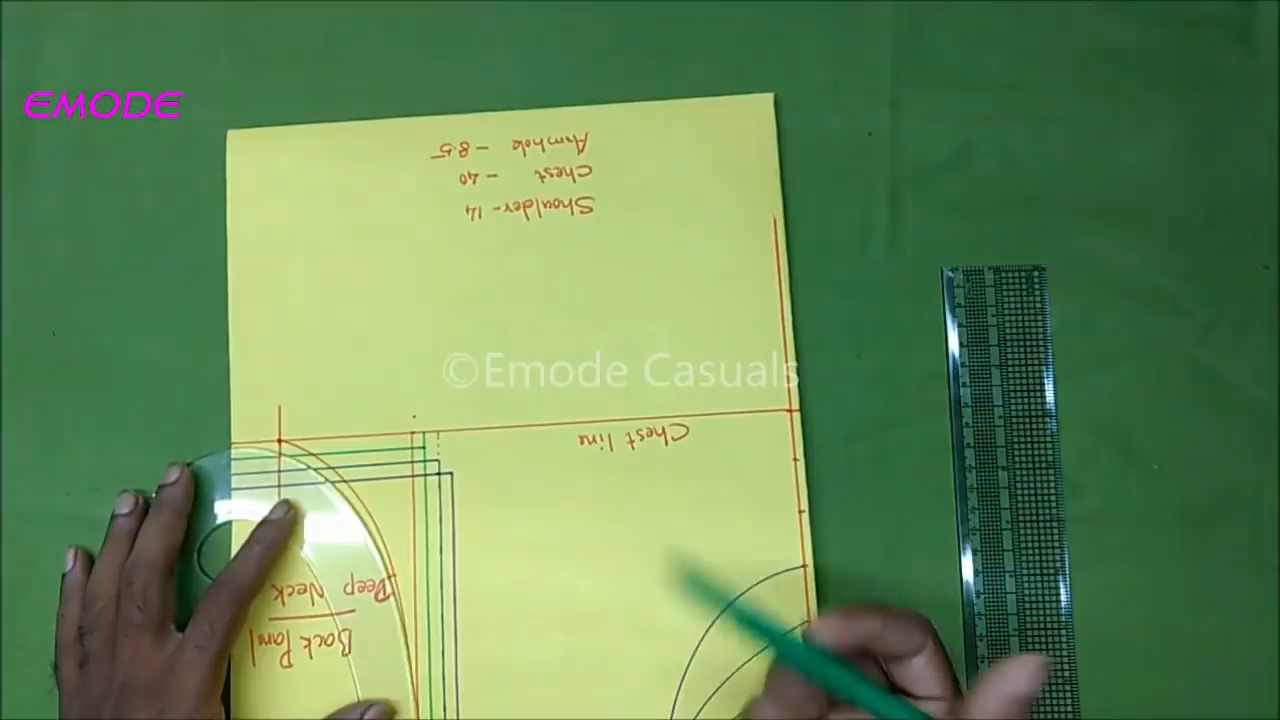 EMODE
Shoulder - 14
Chest - 40
Armhole - 8.5
©Emode Casuals
Chest line
Back Panel
Deep Neck